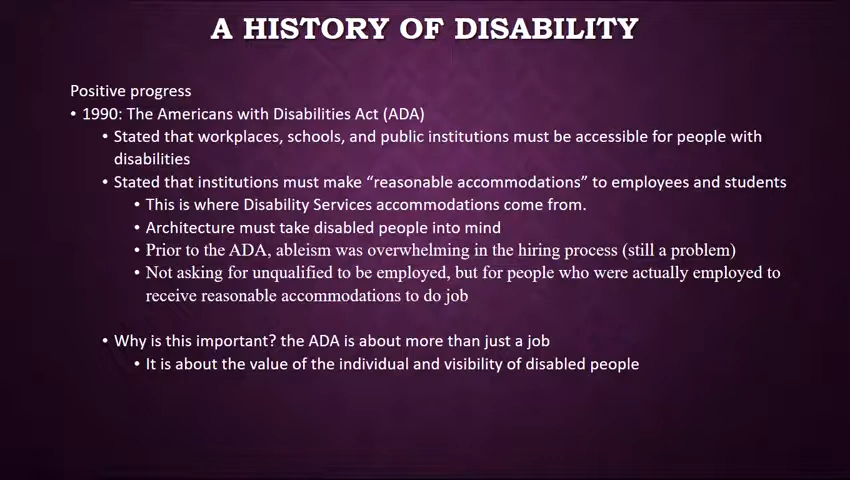 A HISTORY OF DISABILITY
Positive progress
• 1990: The Americans with Disabilities Act (ADA)
• Stated that workplaces, schools, and public institutions must be accessible for people with
disabilities
• Stated that institutions must make “reasonable accommodations” to employees and students
• This is where Disability Services accommodations come from.
• Architecture must take disabled people into mind
• Prior to the ADA, ableism was overwhelming in the hiring process (still a problem)
• Not asking for unqualified to be employed, but for people who were actually employed to
receive reasonable accommodations to do job
• Why is this important? the ADA is about more than just a job
• It is about the value of the individual and visibility of disabled people